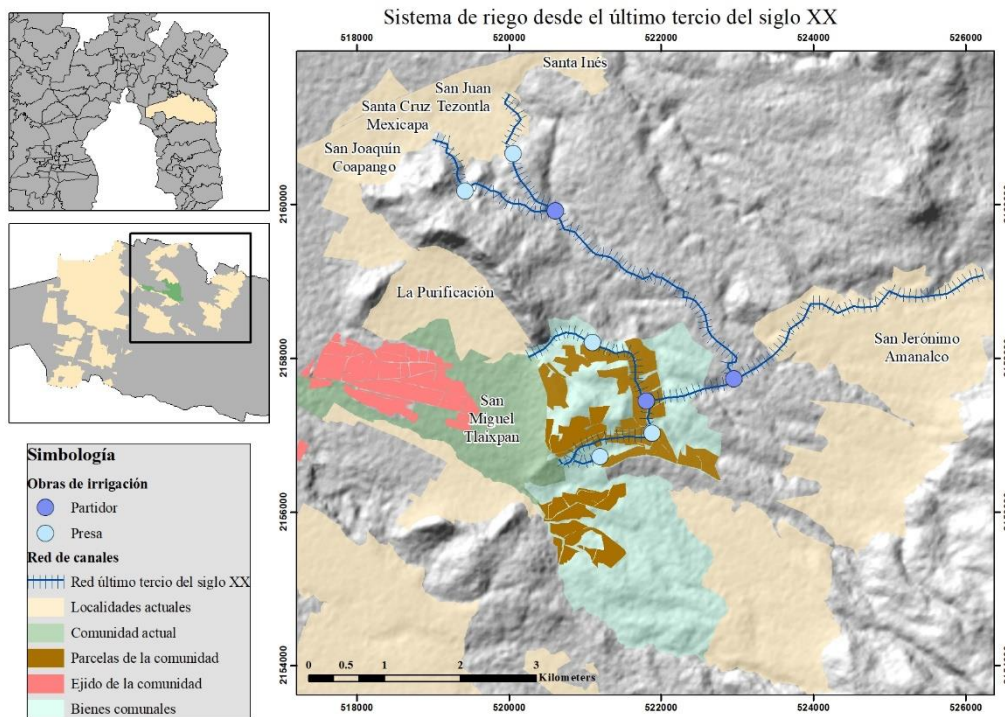 Sistema de riego desde el último tercio del siglo XX
518000
520000
522000
524000
526000
Santa Inés
San Juan
Tezontla
Santa Cruz
Mexicapa
San Joaquín
Coapango
2160000
La Purificación
San Jerónimo
Amanalco
2158000
San
Miguel
Tlaixpan
2156000
2154000
0 0.5 1 2 3
Kilometers
518000
520000
522000
524000
526000
Simbología
Obras de irrigación
Partidor
Presa
Red de canales
Red último tercio del siglo XX
Localidades actuales
Comunidad actual
Parcelas de la comunidad
Ejido de la comunidad
Bienes comunales